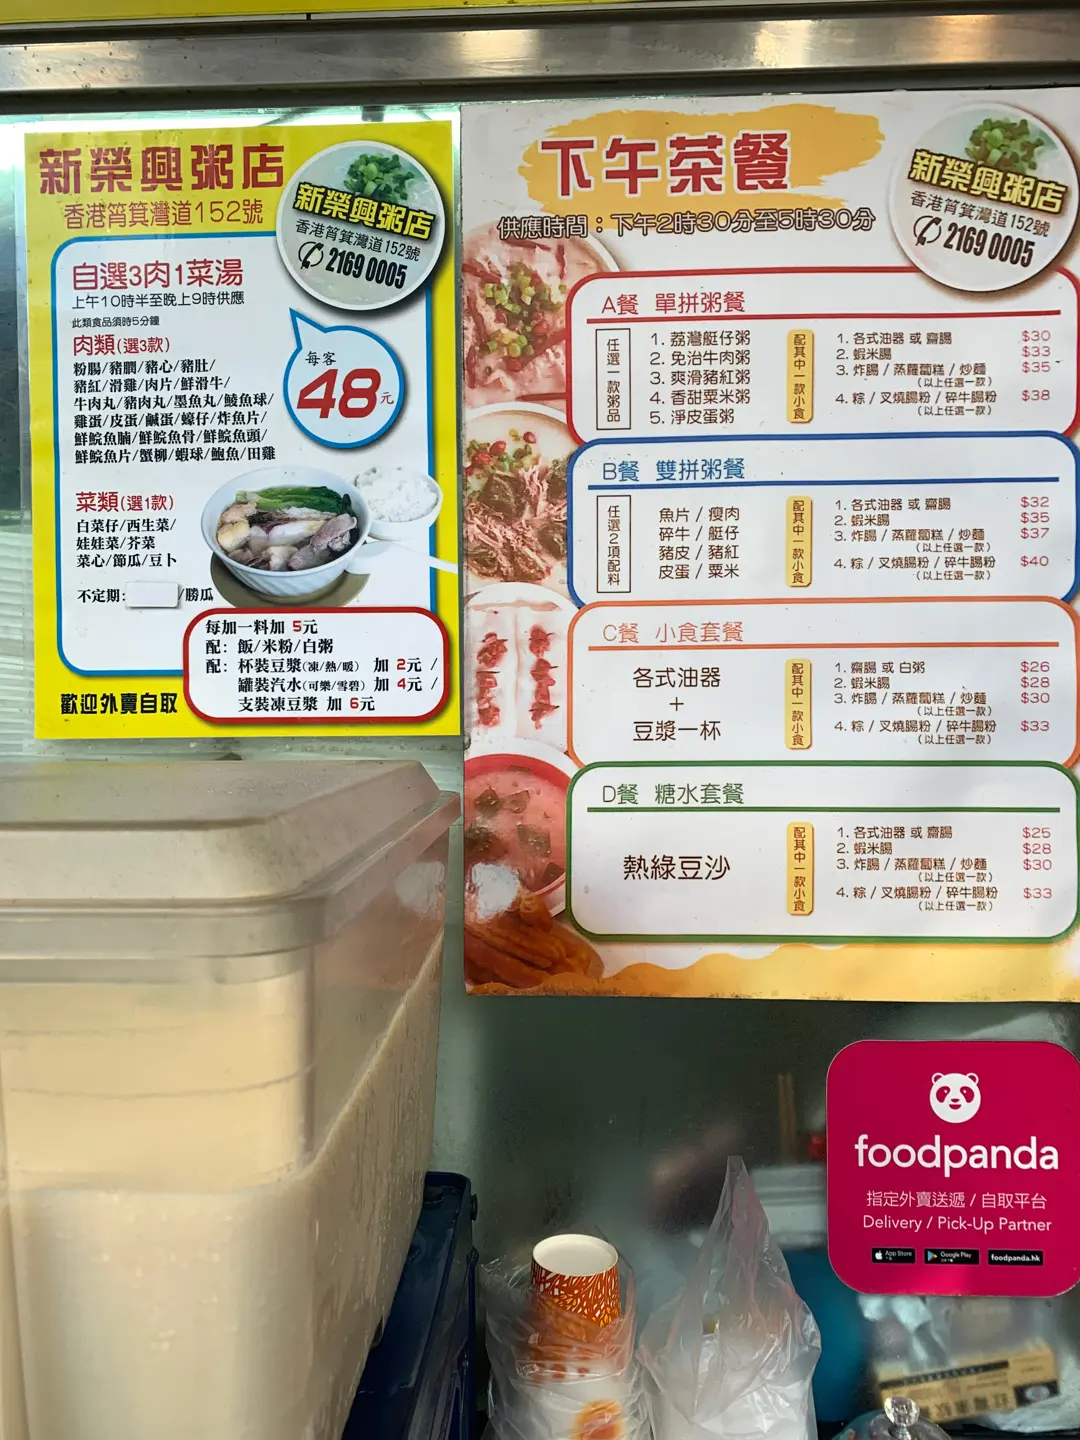 新榮興粥店
香港筲箕灣道152號
新榮興粥店
香港筲箕灣道152號
2169 0005
自選3肉1菜湯
上午10時半至晚上9時供應
此類食品須時5分鐘
肉類(選3款)
粉腸/豬膶/豬心/豬肚/
豬紅/滑雞/肉片/鮮滑牛/
牛肉丸/豬肉丸/墨魚丸/鯪魚球/
雞蛋/皮蛋/鹹蛋/蠔仔/炸魚片/
鮮鯇魚腩/鮮鯇魚骨/鮮鯇魚頭/
鮮鯇魚片/蟹柳/蝦球/鮑魚/田雞
每客
48元
菜類(選1款)
白菜仔/西生菜/
娃娃菜/芥菜
菜心/節瓜/豆卜
不定期: /勝瓜
每加一料加 5元
配: 飯/米粉/白粥
配: 杯裝豆漿(凍/熱/暖) 加 2元 /
罐裝汽水(可樂/雪碧) 加 4元 /
支裝凍豆漿 加 6元
歡迎外賣自取
下午茶餐
供應時間：下午2時30分至5時30分
新榮興粥店
香港筲箕灣道152號
2169 0005
A餐 單拼粥餐
任選一款粥品
1. 荔灣艇仔粥
2. 免治牛肉粥
3. 爽滑豬紅粥
4. 香甜粟米粥
5. 淨皮蛋粥
配其中一款小食
1. 各式油器 或 齋腸 $30
2. 蝦米腸 $33
3. 炸腸 / 蒸蘿蔔糕 / 炒麵 $35
(以上任選一款)
4. 粽 / 叉燒腸粉 / 碎牛腸粉 $38
(以上任選一款)
B餐 雙拼粥餐
任選2項配料
魚片 / 瘦肉
碎牛 / 艇仔
豬皮 / 豬紅
皮蛋 / 粟米
配其中一款小食
1. 各式油器 或 齋腸 $32
2. 蝦米腸 $35
3. 炸腸 / 蒸蘿蔔糕 / 炒麵 $37
(以上任選一款)
4. 粽 / 叉燒腸粉 / 碎牛腸粉 $40
(以上任選一款)
C餐 小食套餐
各式油器
+
豆漿一杯
配其中一款小食
1. 齋腸 或 白粥 $26
2. 蝦米腸 $28
3. 炸腸 / 蒸蘿蔔糕 / 炒麵 $30
(以上任選一款)
4. 粽 / 叉燒腸粉 / 碎牛腸粉 $33
(以上任選一款)
D餐 糖水套餐
熱綠豆沙
配其中一款小食
1. 各式油器 或 齋腸 $25
2. 蝦米腸 $28
3. 炸腸 / 蒸蘿蔔糕 / 炒麵 $30
(以上任選一款)
4. 粽 / 叉燒腸粉 / 碎牛腸粉 $33
(以上任選一款)
foodpanda
指定外賣送遞 / 自取平台
Delivery / Pick-Up Partner
App Store
Google Play
foodpanda.hk